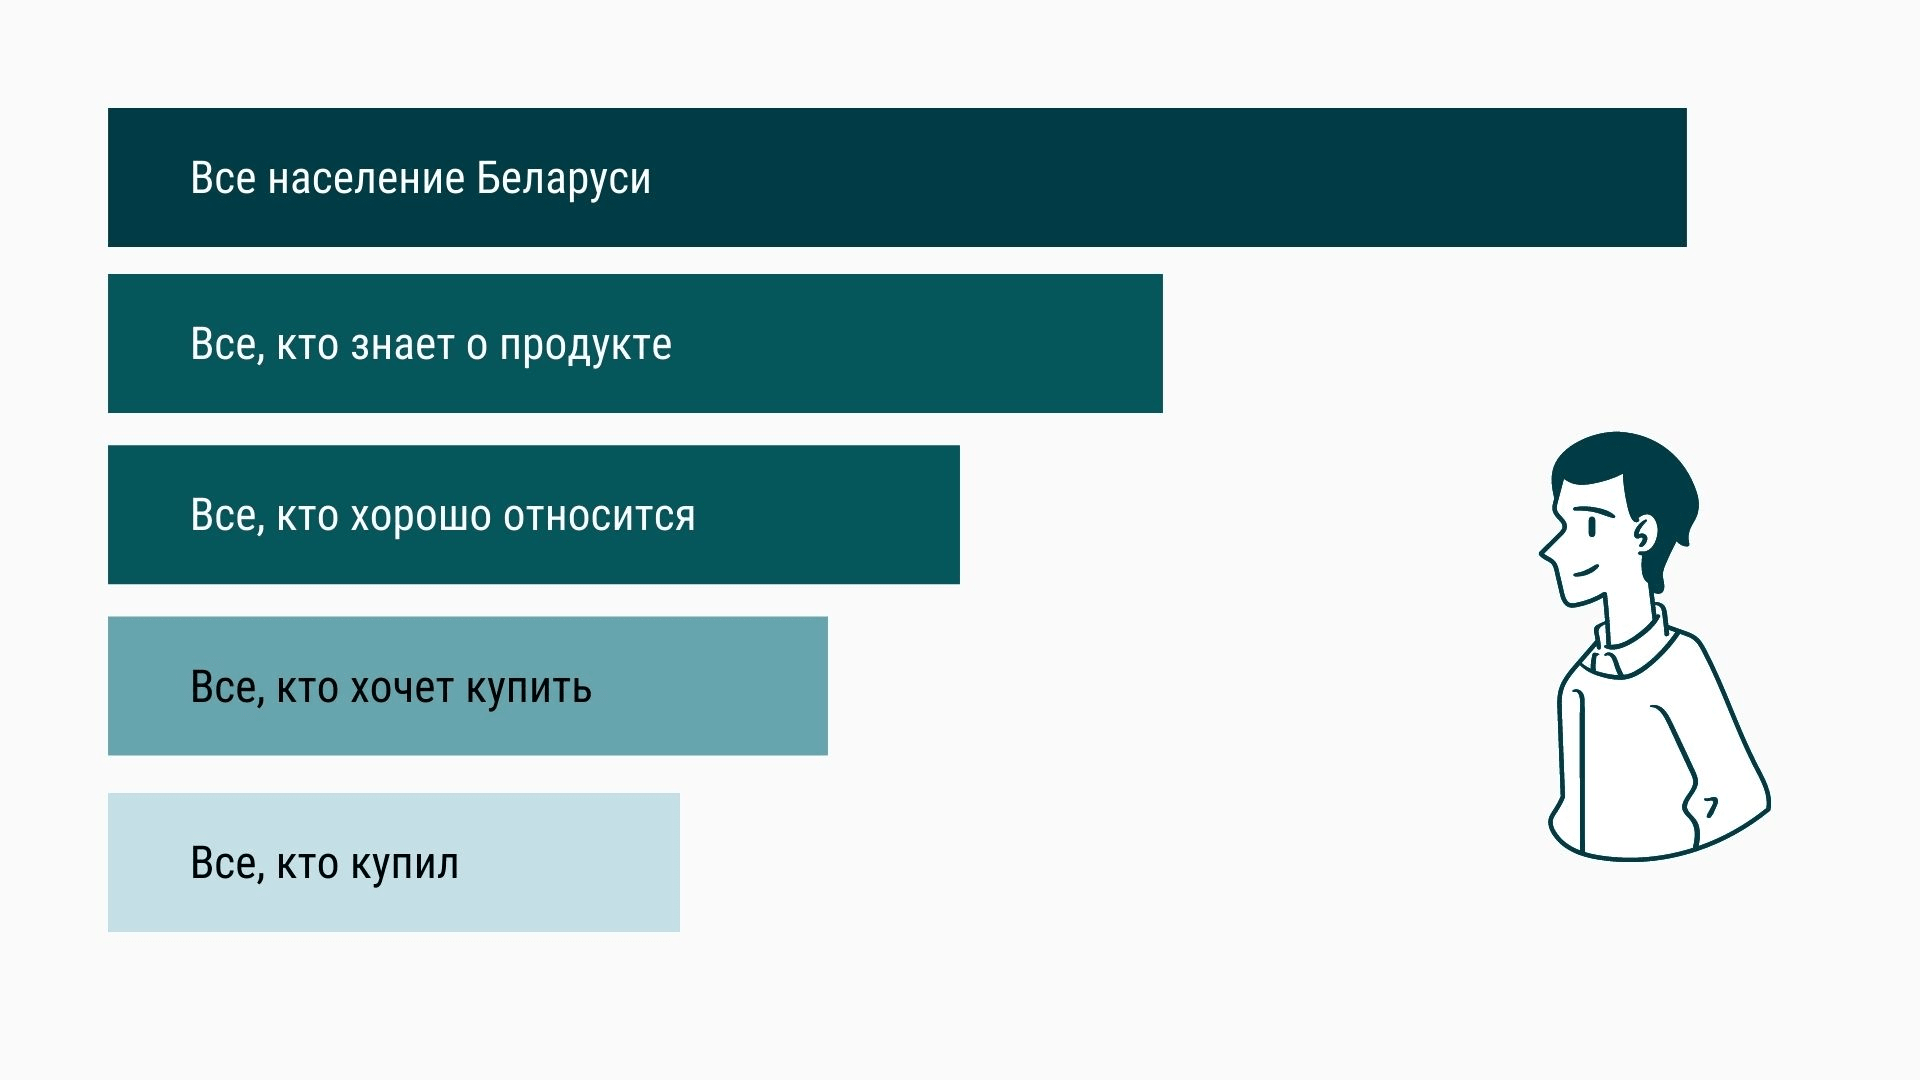 Все население Беларуси
Все, кто знает о продукте
Все, кто хорошо относится
Все, кто хочет купить
Все, кто купил